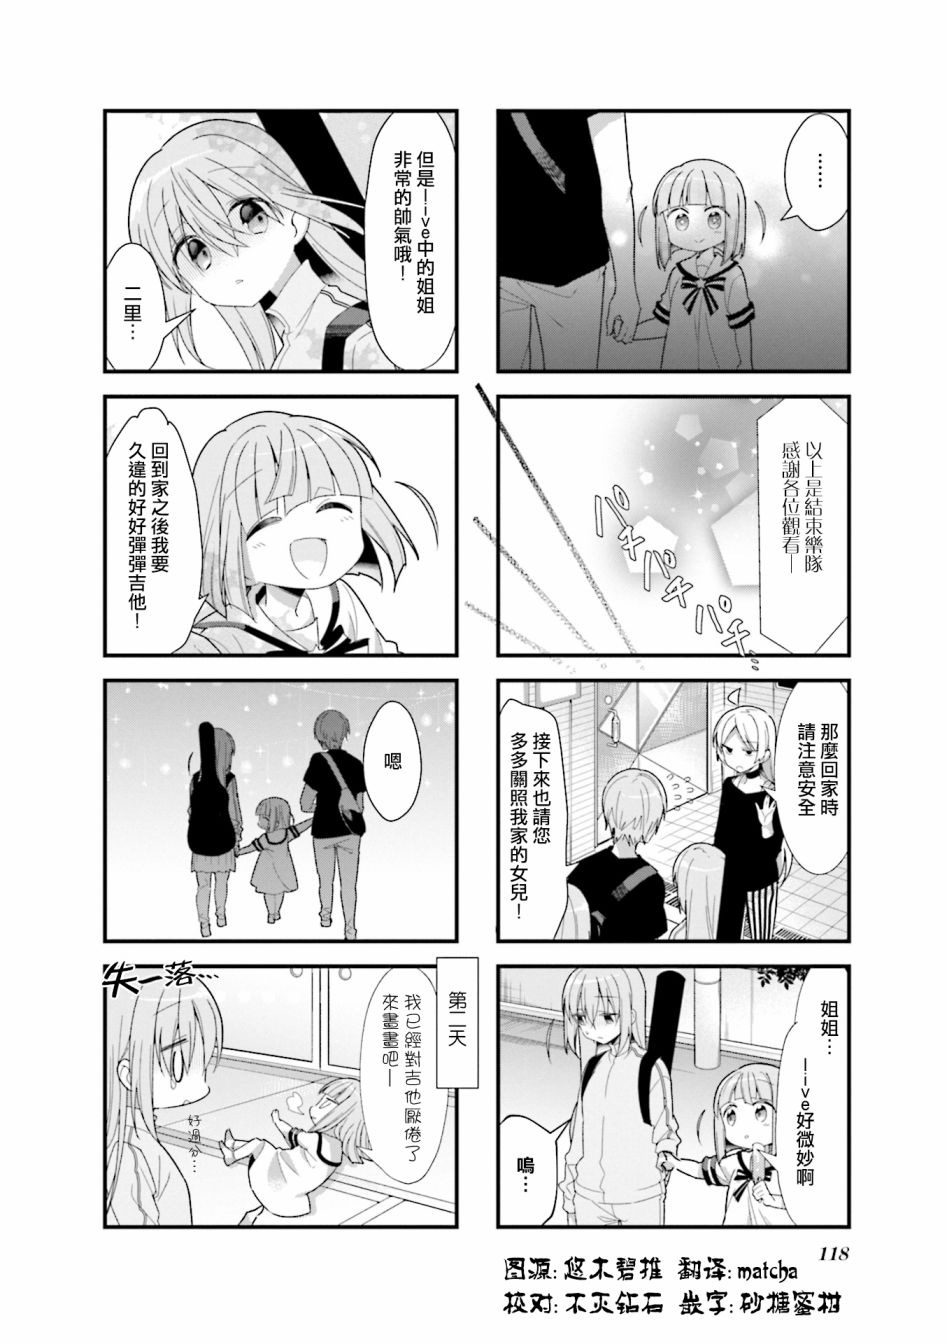 ……
以上是結束樂隊
感謝各位觀看—
パチ
パチ
パチ
パチ…
那麼回家時
請注意安全
接下來也請您
多多關照我家的女兒！
姐姐…
live好微妙啊
嗚…
但是live中的姐姐
非常的帥氣哦！
二里…
回到家之後我要
久違的好好彈彈吉他！
嗯
第二天
我已經對吉他厭倦了
來畫畫吧—
失—落…
好過分…
118
图源:悠木碧推 翻译:matcha
校对:不灭钻石 嵌字:砂糖蜜柑